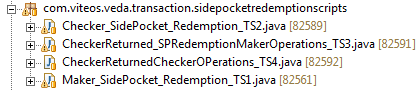 com.viteos.veda.transaction.sidepocketredemptionscripts
Checker_SidePocket_Redemption_TS2.java [82589]
CheckerReturned_SPRedemptionMakerOperations_TS3.java [82591]
CheckerReturnedCheckerOPerations_TS4.java [82592]
Maker_SidePocket_Redemption_TS1.java [82561]